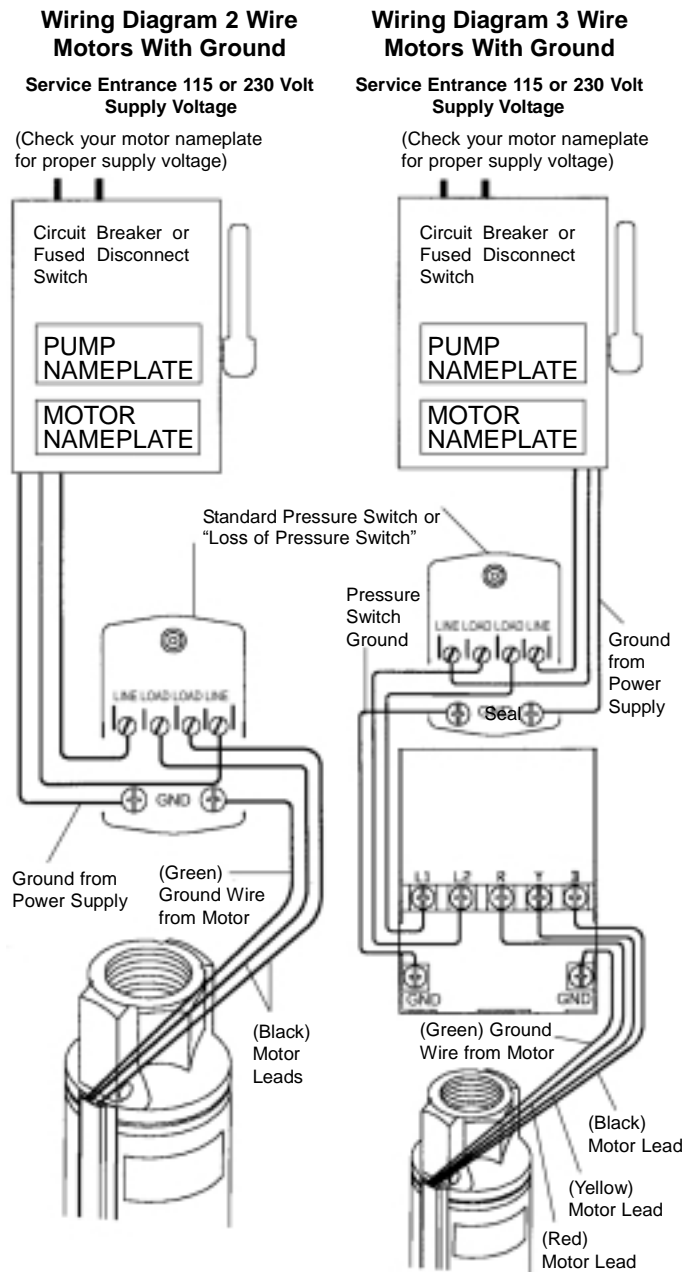 Wiring Diagram 2 Wire
Motors With Ground
Service Entrance 115 or 230 Volt
Supply Voltage
(Check your motor nameplate
for proper supply voltage)
Circuit Breaker or
Fused Disconnect
Switch
PUMP
NAMEPLATE
MOTOR
NAMEPLATE
Standard Pressure Switch or
“Loss of Pressure Switch”
LINE LOAD LOAD LINE
GND
Ground from
Power Supply
(Green)
Ground Wire
from Motor
(Black)
Motor
Leads
Wiring Diagram 3 Wire
Motors With Ground
Service Entrance 115 or 230 Volt
Supply Voltage
(Check your motor nameplate
for proper supply voltage)
Circuit Breaker or
Fused Disconnect
Switch
PUMP
NAMEPLATE
MOTOR
NAMEPLATE
Pressure
Switch
Ground
LINE LOAD LOAD LINE
Ground
from
Power
Supply
Seal
L1 L2 R Y
GND GND
(Green) Ground
Wire from Motor
(Black)
Motor Lead
(Yellow)
Motor Lead
(Red)
Motor Lead